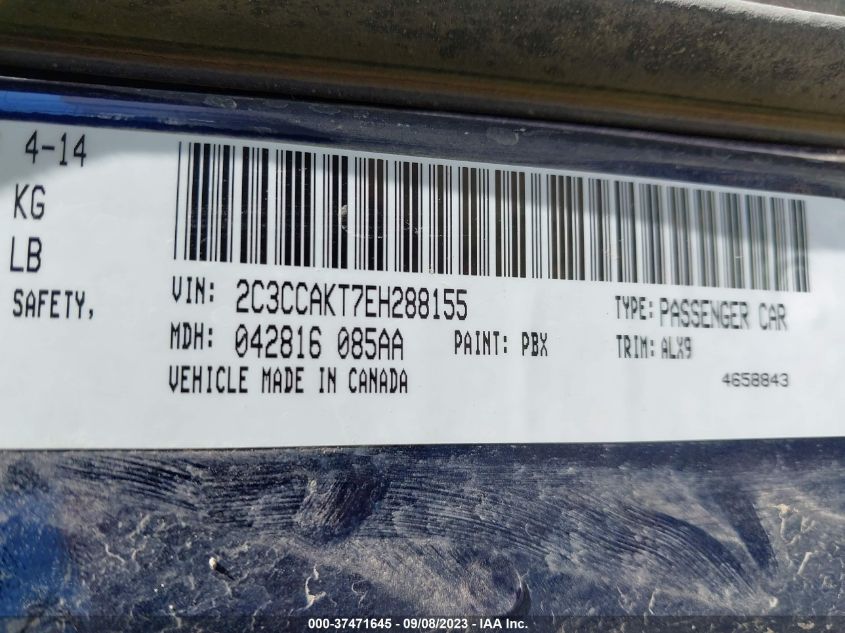 4-14
KG
LB
SAFETY,
VIN: 2C3CCAKT7EH288155
TYPE: PASSENGER CAR
MDH: 042816 085AA
PAINT: PBX
TRIM: ALX9
VEHICLE MADE IN CANADA
4658843
000-37471645 - 09/08/2023 - IAA Inc.